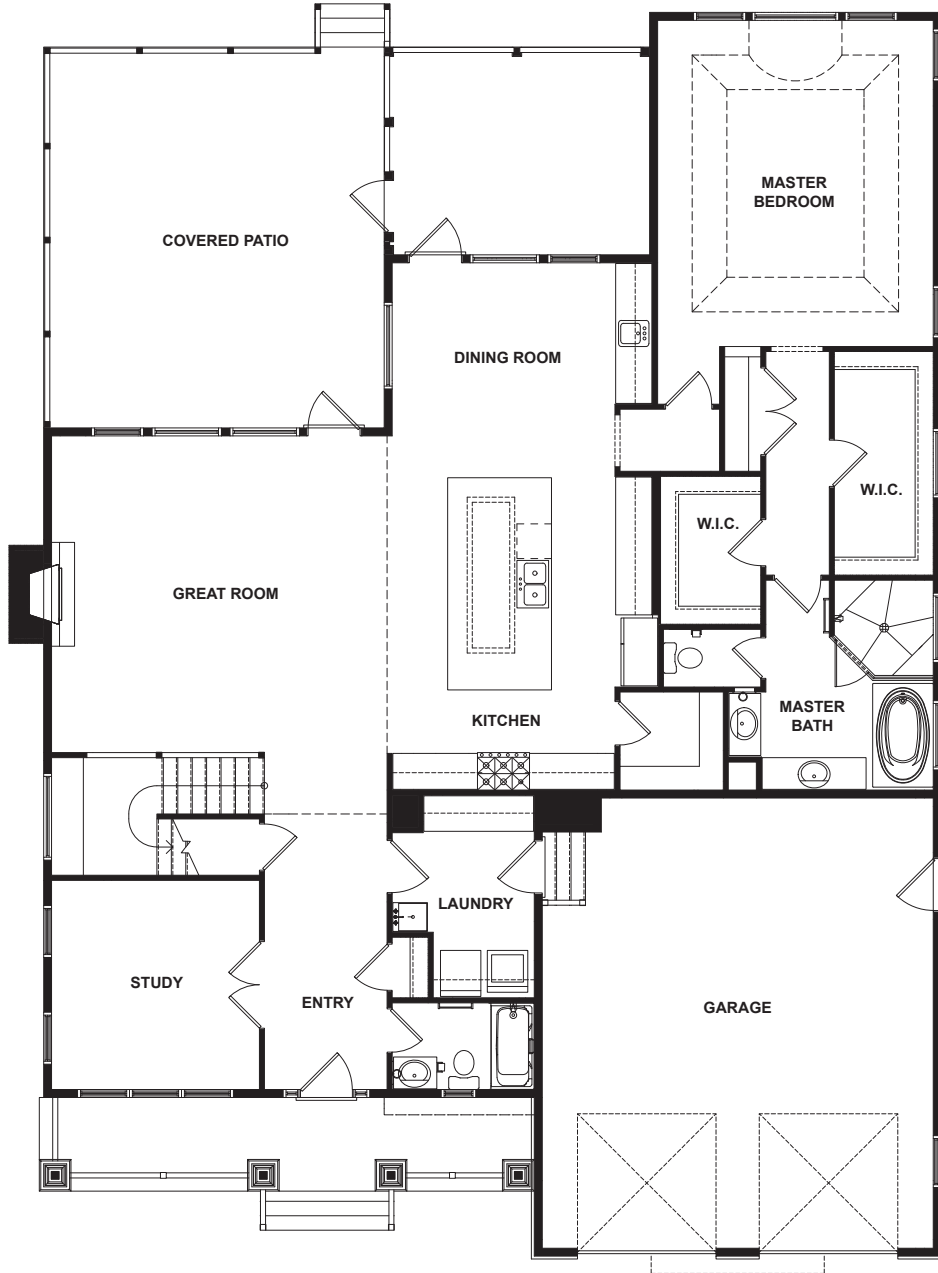 MASTER
BEDROOM
COVERED PATIO
DINING ROOM
W.I.C.
W.I.C.
GREAT ROOM
MASTER
BATH
KITCHEN
LAUNDRY
STUDY
ENTRY
GARAGE